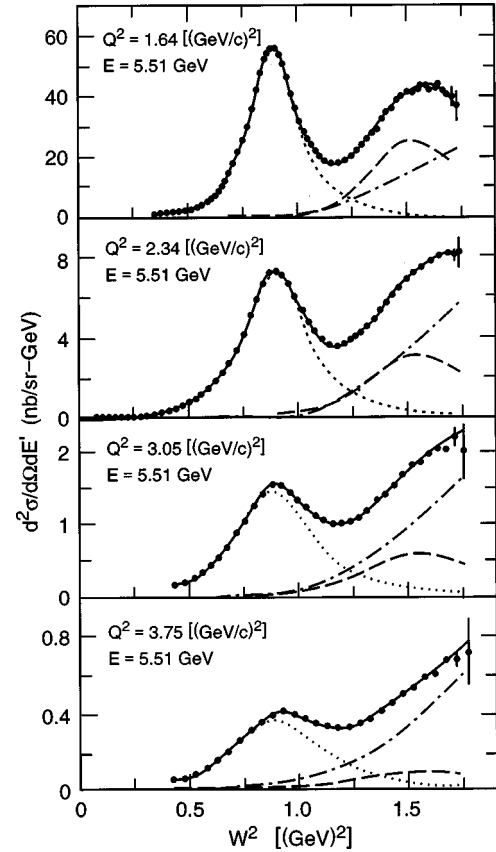 Q² = 1.64 [(GeV/c)²]
E = 5.51 GeV
60
40
20
0
Q² = 2.34 [(GeV/c)²]
E = 5.51 GeV
8
4
0
Q² = 3.05 [(GeV/c)²]
E = 5.51 GeV
2
1
0
Q² = 3.75 [(GeV/c)²]
E = 5.51 GeV
0.8
0.4
0
d²σ/dΩdE' (nb/sr–GeV)
0 0.5 1.0 1.5
W² [(GeV)²]